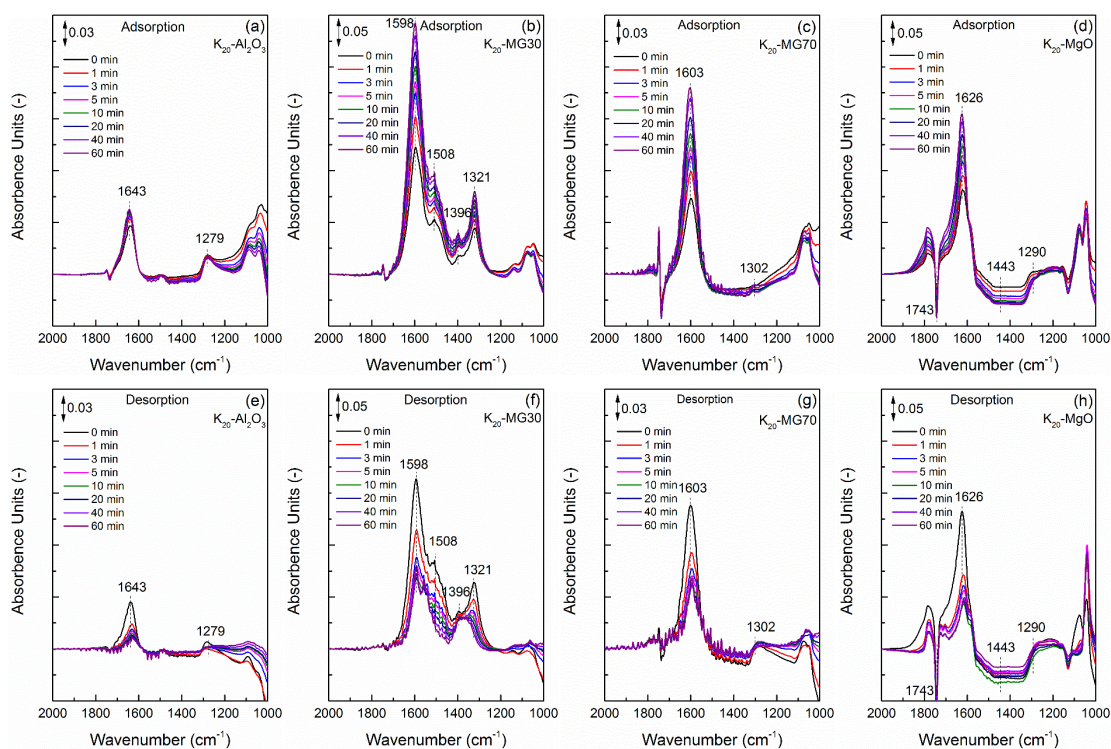 (a)
0.03
Adsorption
K20-Al2O3
0 min
1 min
3 min
5 min
10 min
20 min
40 min
60 min
1643
1279
Absorbence Units (-)
2000 1800 1600 1400 1200 1000
Wavenumber (cm-1)
(b)
0.05
1598
Adsorption
K20-MG30
0 min
1 min
3 min
5 min
10 min
20 min
40 min
60 min
1508
1396
1321
Absorbence Units (-)
2000 1800 1600 1400 1200 1000
Wavenumber (cm-1)
(c)
0.03
Adsorption
K20-MG70
0 min
1 min
3 min
5 min
10 min
20 min
40 min
60 min
1603
1302
Absorbence Units (-)
2000 1800 1600 1400 1200 1000
Wavenumber (cm-1)
(d)
0.05
Adsorption
K20-MgO
0 min
1 min
3 min
5 min
10 min
20 min
40 min
60 min
1626
1443
1290
1743
Absorbence Units (-)
2000 1800 1600 1400 1200 1000
Wavenumber (cm-1)
(e)
0.03
Desorption
K20-Al2O3
0 min
1 min
3 min
5 min
10 min
20 min
40 min
60 min
1643
1279
Absorbence Units (-)
2000 1800 1600 1400 1200 1000
Wavenumber (cm-1)
(f)
0.05
Desorption
K20-MG30
0 min
1 min
3 min
5 min
10 min
20 min
40 min
60 min
1598
1508
1396
1321
Absorbence Units (-)
2000 1800 1600 1400 1200 1000
Wavenumber (cm-1)
(g)
0.03
Desorption
K20-MG70
0 min
1 min
3 min
5 min
10 min
20 min
40 min
60 min
1603
1302
Absorbence Units (-)
2000 1800 1600 1400 1200 1000
Wavenumber (cm-1)
(h)
0.05
Desorption
K20-MgO
0 min
1 min
3 min
5 min
10 min
20 min
40 min
60 min
1626
1443
1290
1743
Absorbence Units (-)
2000 1800 1600 1400 1200 1000
Wavenumber (cm-1)